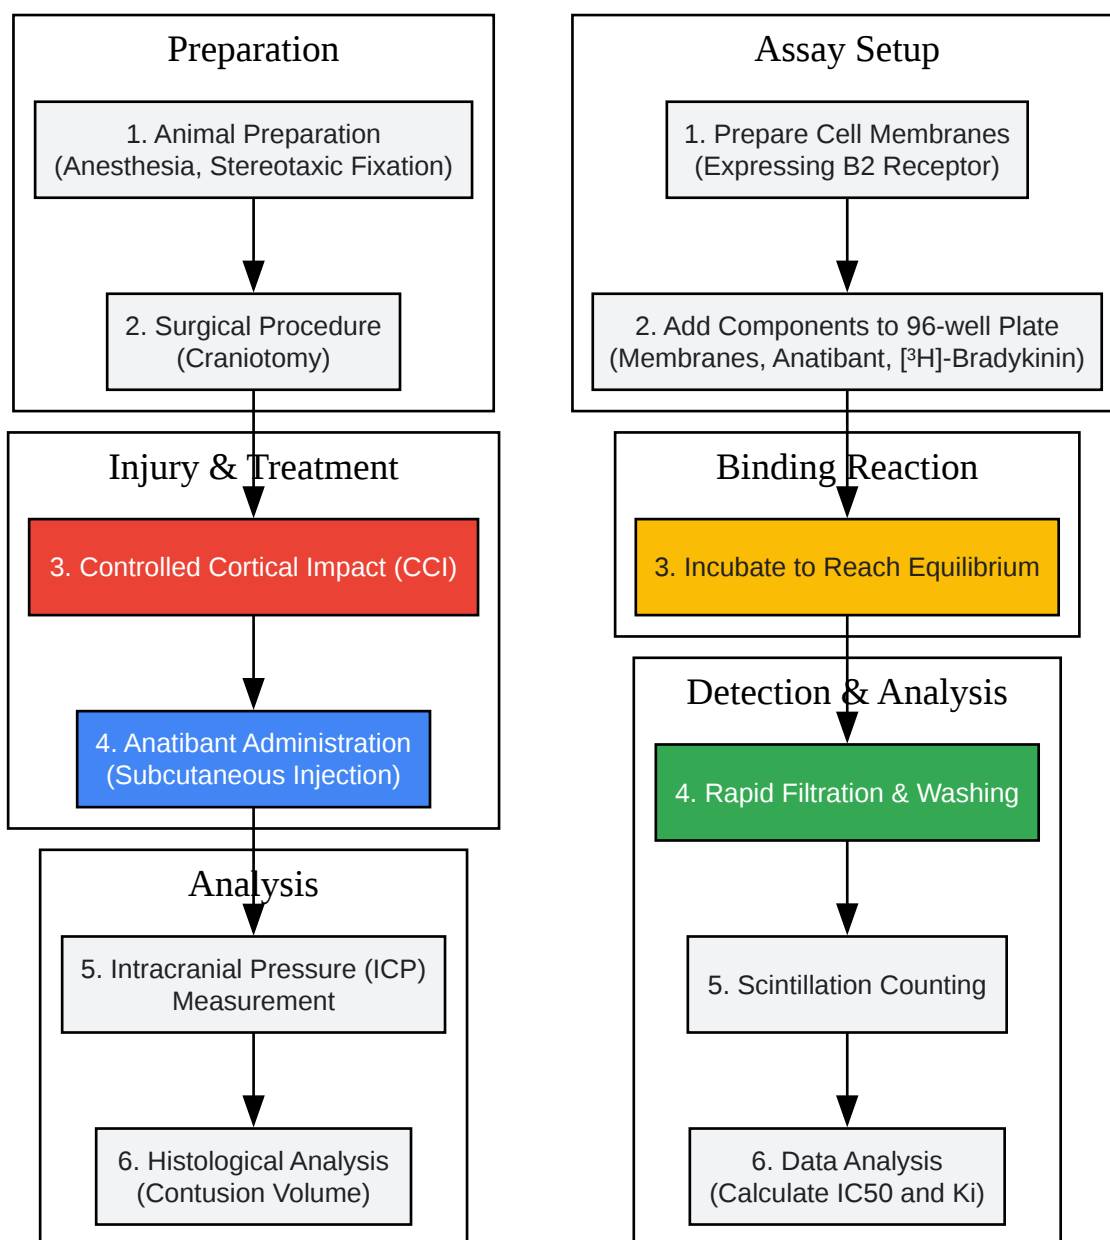 Preparation
1. Animal Preparation
(Anesthesia, Stereotaxic Fixation)
2. Surgical Procedure
(Craniotomy)
Injury & Treatment
3. Controlled Cortical Impact (CCI)
4. Anatibant Administration
(Subcutaneous Injection)
Analysis
5. Intracranial Pressure (ICP)
Measurement
6. Histological Analysis
(Contusion Volume)
Assay Setup
1. Prepare Cell Membranes
(Expressing B2 Receptor)
2. Add Components to 96-well Plate
(Membranes, Anatibant, [³H]-Bradykinin)
Binding Reaction
3. Incubate to Reach Equilibrium
Detection & Analysis
4. Rapid Filtration & Washing
5. Scintillation Counting
6. Data Analysis
(Calculate IC50 and Ki)